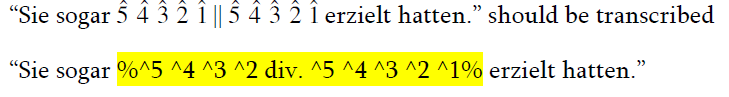 “Sie sogar 5̂ 4̂ 3̂ 2̂ 1̂ || 5̂ 4̂ 3̂ 2̂ 1̂ erzielt hatten.” should be transcribed
“Sie sogar %^5 ^4 ^3 ^2 div. ^5 ^4 ^3 ^2 ^1% erzielt hatten.”